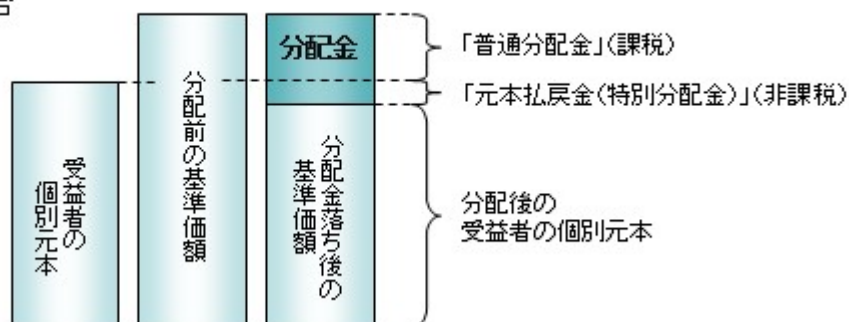 分配金
「普通分配金」(課税)
「元本払戻金(特別分配金)」(非課税)
受益者の
個別元本
分配前の基準価額
分配金落ち後の
基準価額
分配後の
受益者の個別元本